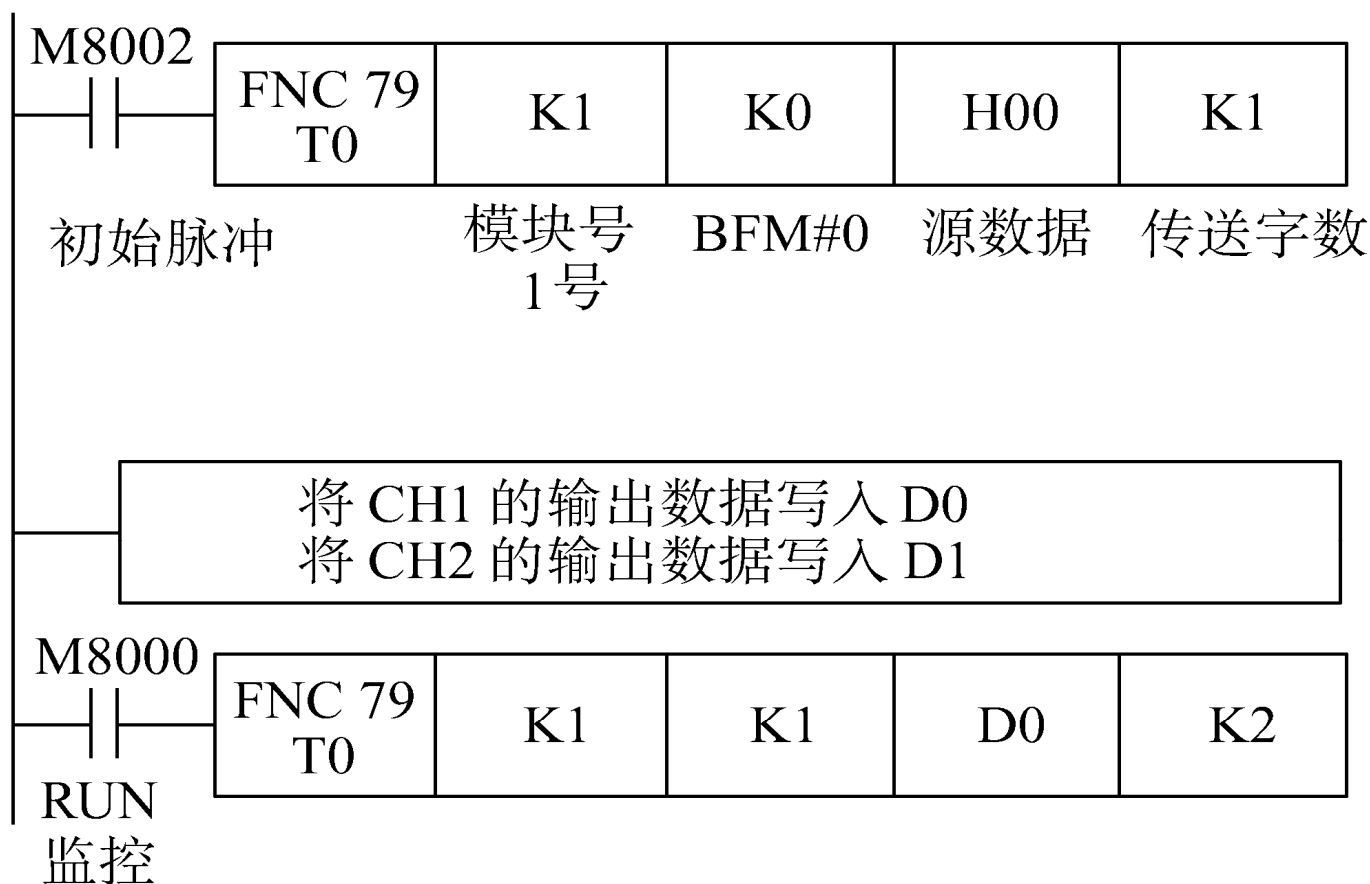 M8002
FNC 79
T0
K1
K0
H00
K1
初始脉冲
模块号
1号
BFM#0
源数据
传送字数
将 CH1 的输出数据写入 D0
将 CH2 的输出数据写入 D1
M8000
FNC 79
T0
K1
K1
D0
K2
RUN
监控